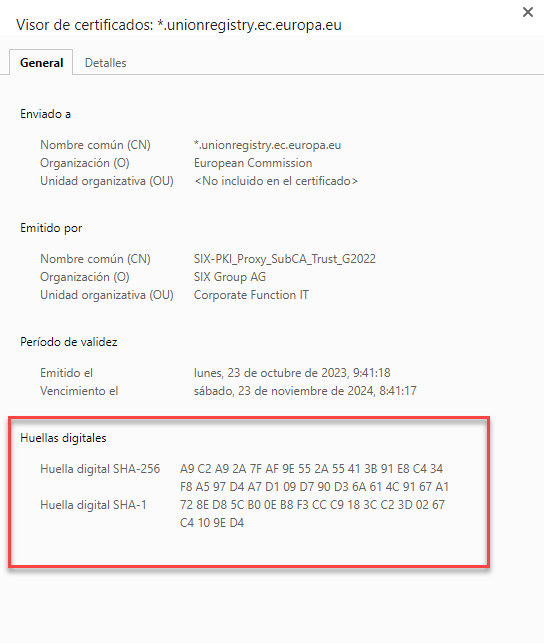 Visor de certificados: *.unionregistry.ec.europa.eu
General Detalles
Enviado a
Nombre común (CN) *.unionregistry.ec.europa.eu
Organización (O) European Commission
Unidad organizativa (OU) <No incluido en el certificado>
Emitido por
Nombre común (CN) SIX-PKI_Proxy_SubCA_Trust_G2022
Organización (O) SIX Group AG
Unidad organizativa (OU) Corporate Function IT
Período de validez
Emitido el lunes, 23 de octubre de 2023, 9:41:18
Vencimiento el sábado, 23 de noviembre de 2024, 8:41:17
Huellas digitales
Huella digital SHA-256 A9 C2 A9 2A 7F AF 9E 55 2A 55 41 3B 91 E8 C4 34
F8 A5 97 D4 A7 D1 09 D7 90 D3 6A 61 4C 91 67 A1
Huella digital SHA-1 72 8E D8 5C B0 0E B8 F3 CC C9 18 3C C2 3D 02 67
C4 10 9E D4